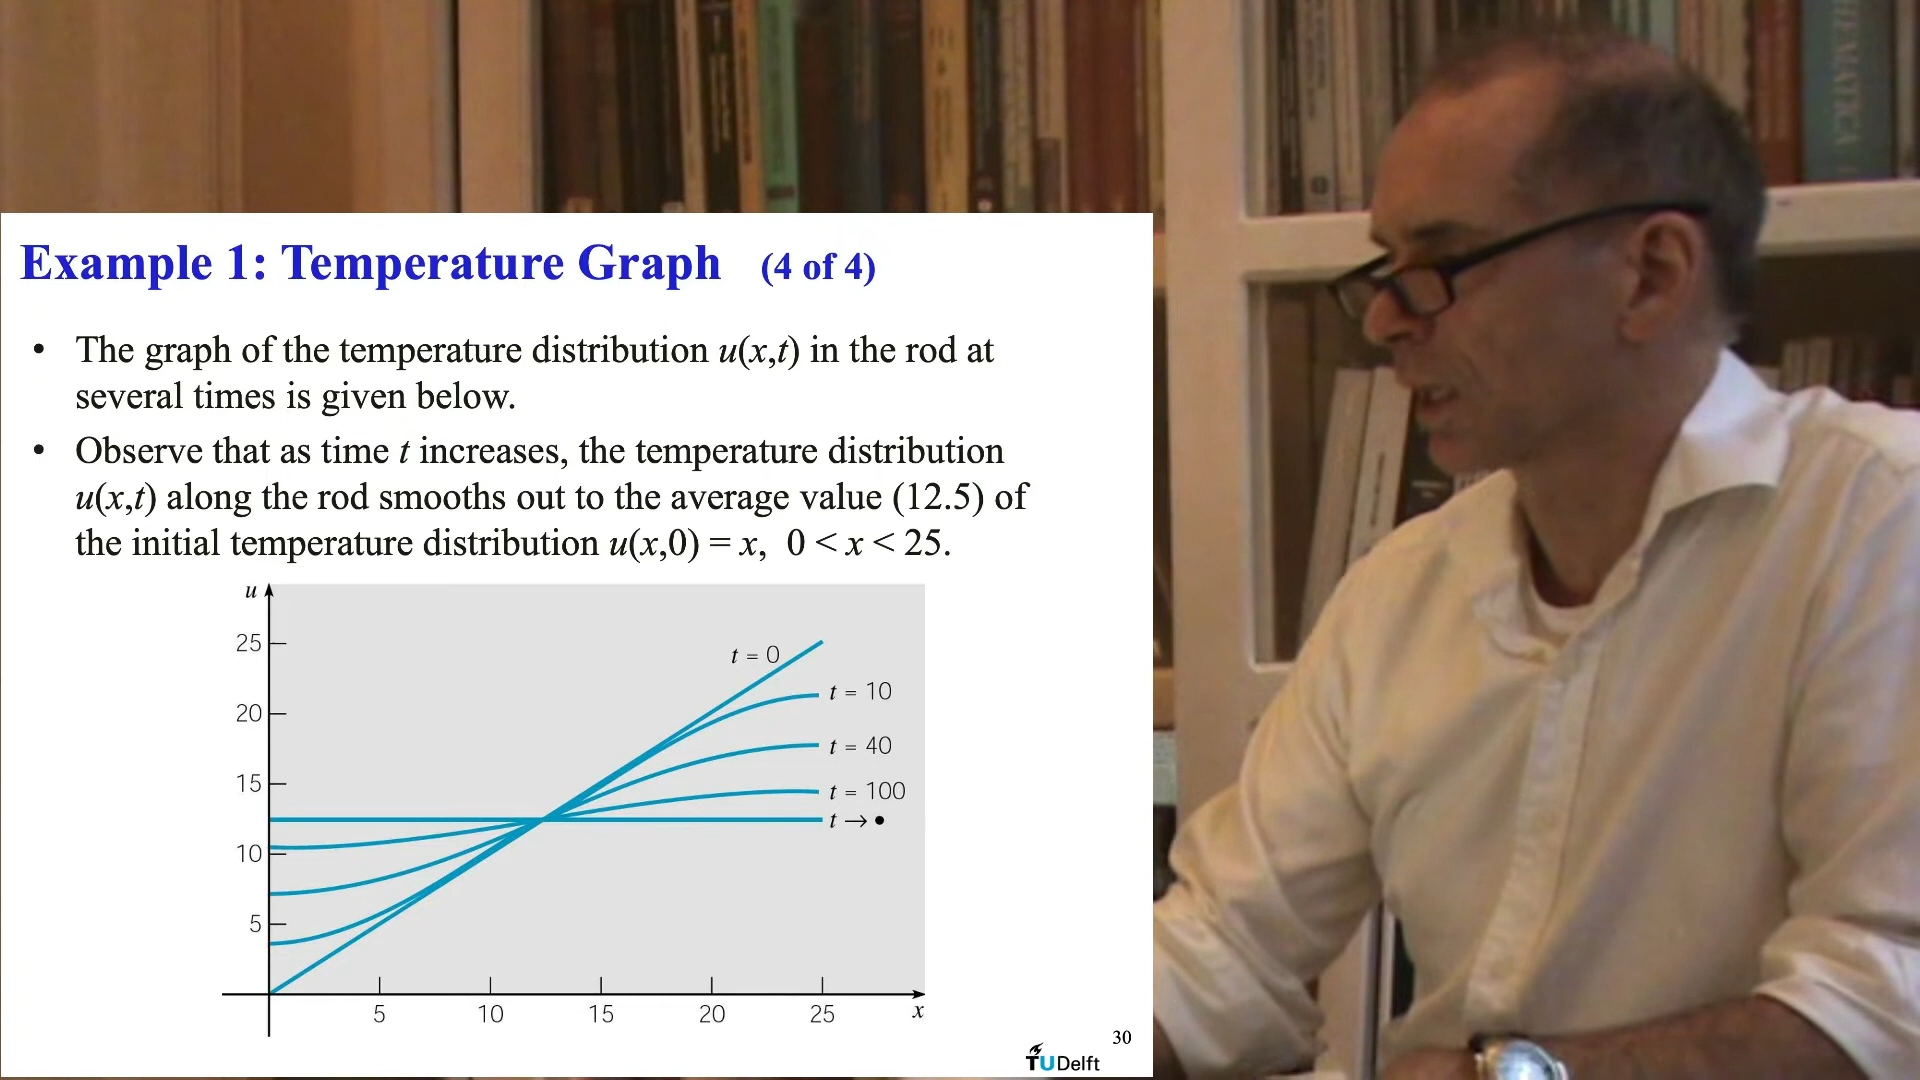 Example 1: Temperature Graph (4 of 4)
• The graph of the temperature distribution u(x,t) in the rod at
several times is given below.
• Observe that as time t increases, the temperature distribution
u(x,t) along the rod smooths out to the average value (12.5) of
the initial temperature distribution u(x,0) = x, 0 < x < 25.
u
25
t = 0
t = 10
20
t = 40
15
t = 100
t → •
10
5
5 10 15 20 25 x
30
TU Delft